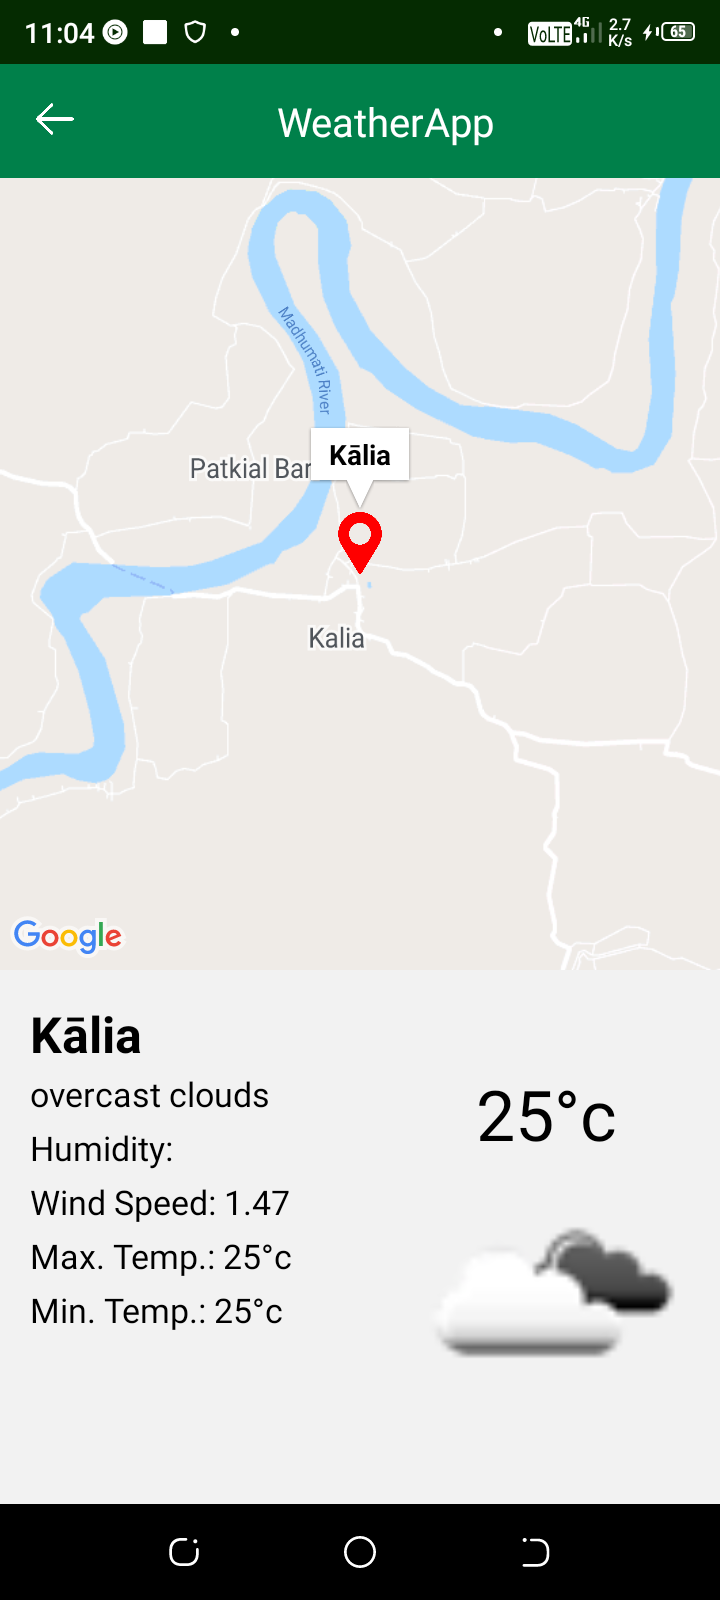 11:04
VoLTE 4G 2.7 K/s 65
WeatherApp
Madhumati River
Patkial Bar
Kālia
Kalia
Google
Kālia
overcast clouds
25°c
Humidity:
Wind Speed: 1.47
Max. Temp.: 25°c
Min. Temp.: 25°c